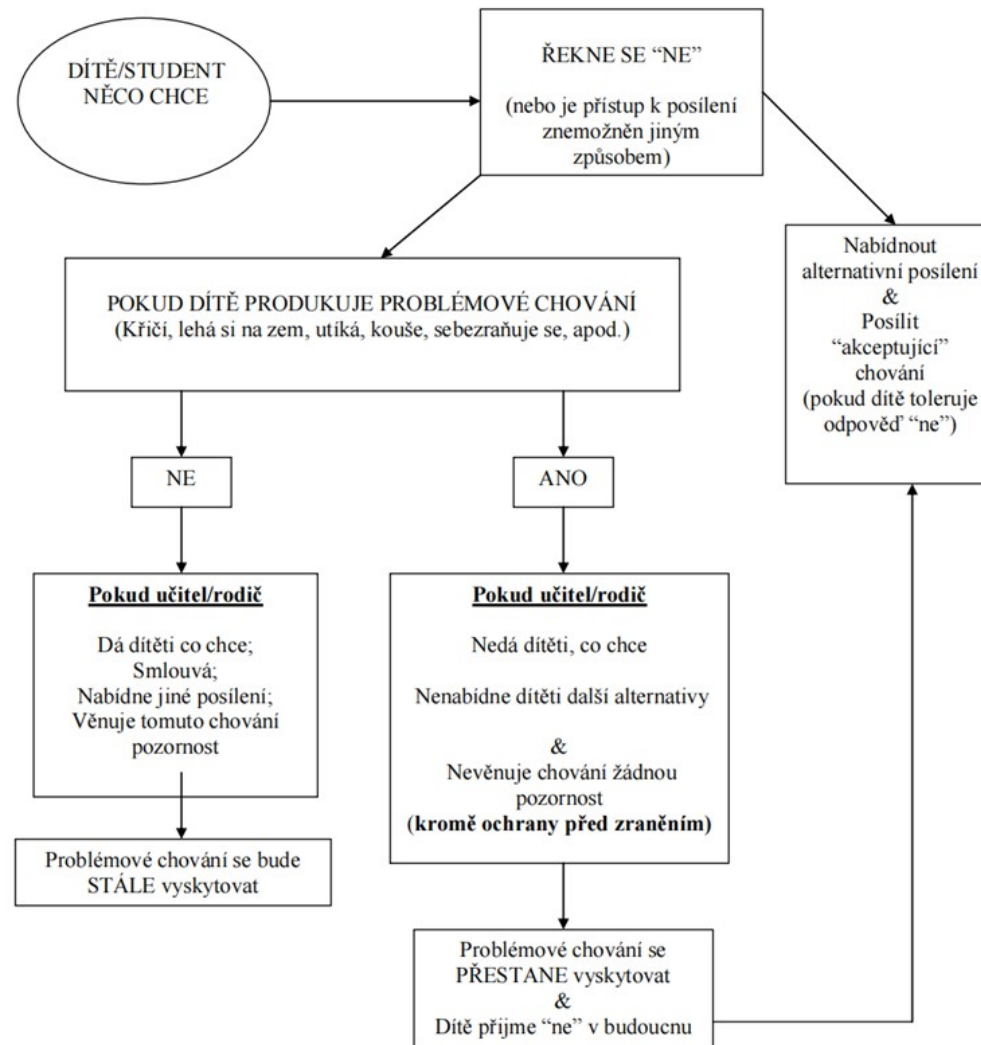 DÍTĚ/STUDENT
NĚCO CHCE
ŘEKNE SE “NE”
(nebo je přístup k posílení
znemožněn jiným
způsobem)
POKUD DÍTĚ PRODUKUJE PROBLÉMOVÉ CHOVÁNÍ
(Křičí, lehá si na zem, utíká, kouše, sebezraňuje se, apod.)
Nabídnout
alternativní posílení
&
Posílit
“akceptující”
chování
(pokud dítě toleruje
odpověď “ne”)
NE
ANO
Pokud učitel/rodič
Dá dítěti co chce;
Smlouvá;
Nabídne jiné posílení;
Věnuje tomuto chování
pozornost
Pokud učitel/rodič
Nedá dítěti, co chce
Nenabídne dítěti další alternativy
&
Nevěnuje chování žádnou
pozornost
(kromě ochrany před zraněním)
Problémové chování se bude
STÁLE vyskytovat
Problémové chování se
PŘESTANE vyskytovat
&
Dítě přijme “ne” v budoucnu